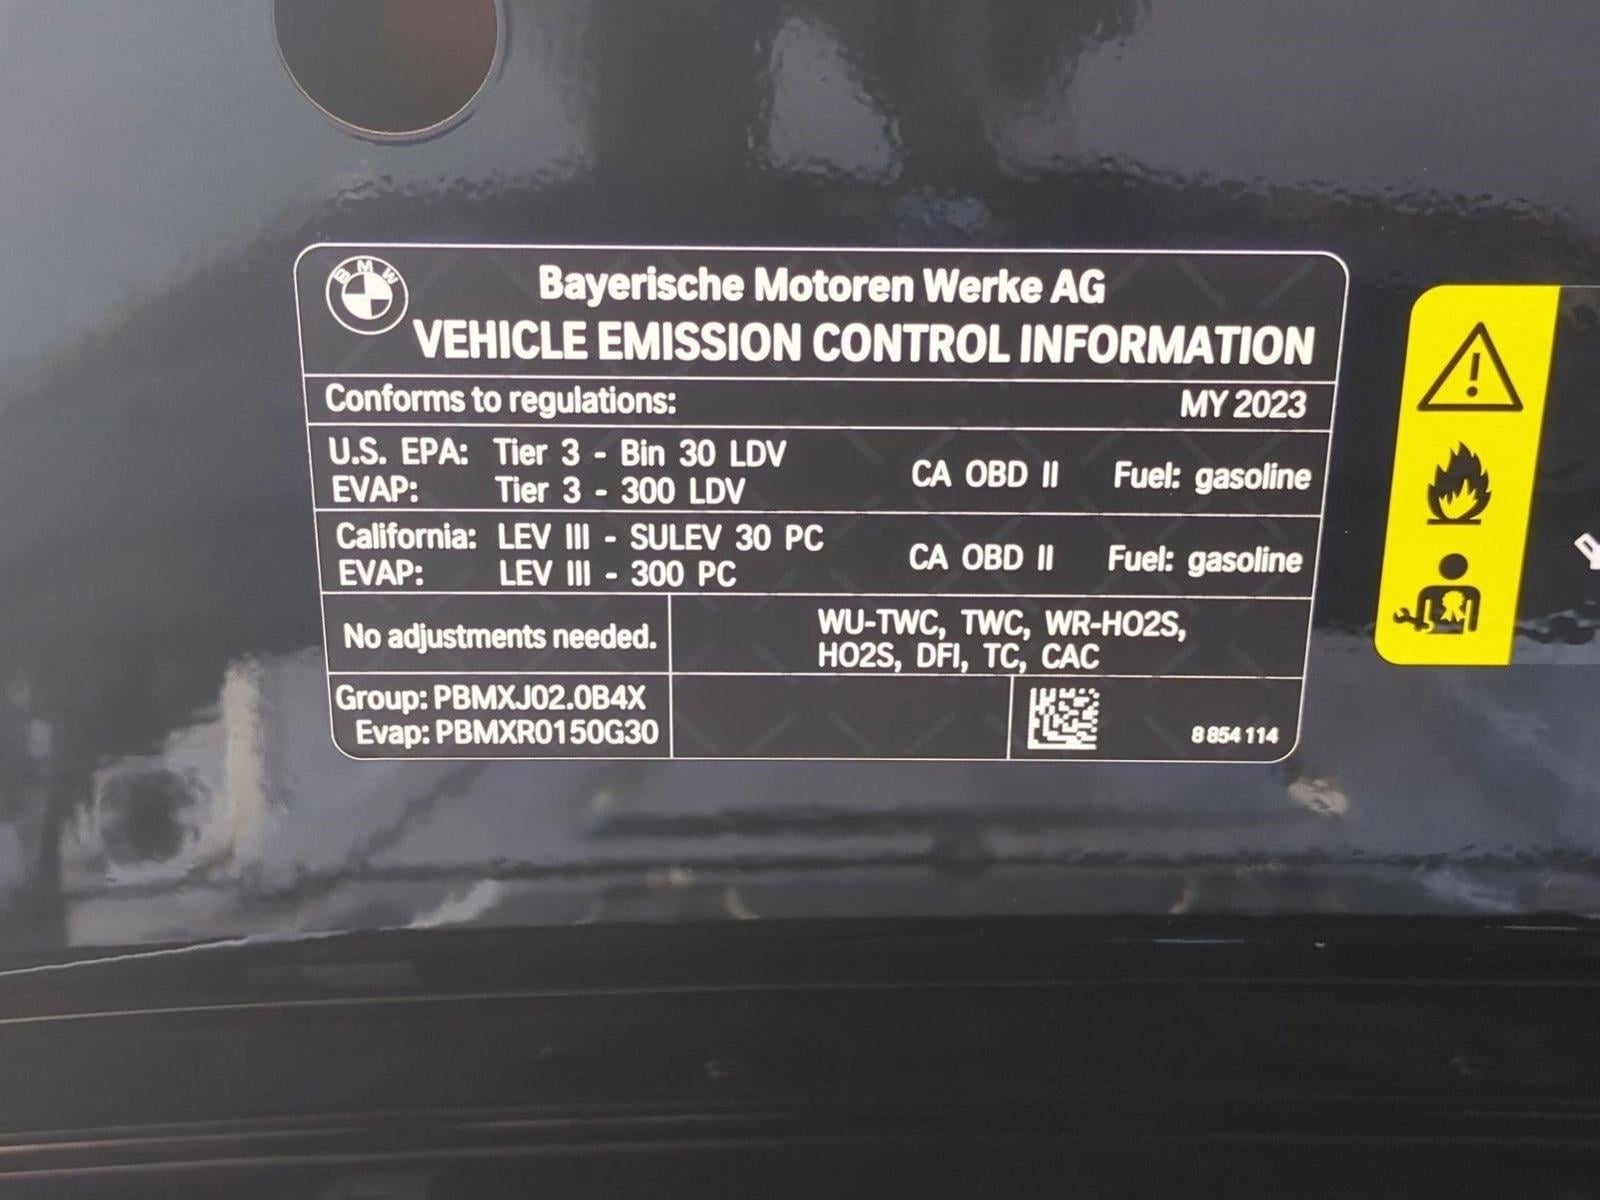 BMW
Bayerische Motoren Werke AG
VEHICLE EMISSION CONTROL INFORMATION
Conforms to regulations: MY 2023
U.S. EPA: Tier 3 - Bin 30 LDV
EVAP: Tier 3 - 300 LDV
CA OBD II Fuel: gasoline
California: LEV III - SULEV 30 PC
EVAP: LEV III - 300 PC
CA OBD II Fuel: gasoline
No adjustments needed.
WU-TWC, TWC, WR-HO2S,
HO2S, DFI, TC, CAC
Group: PBMXJ02.0B4X
Evap: PBMXR0150G30
8 854 114